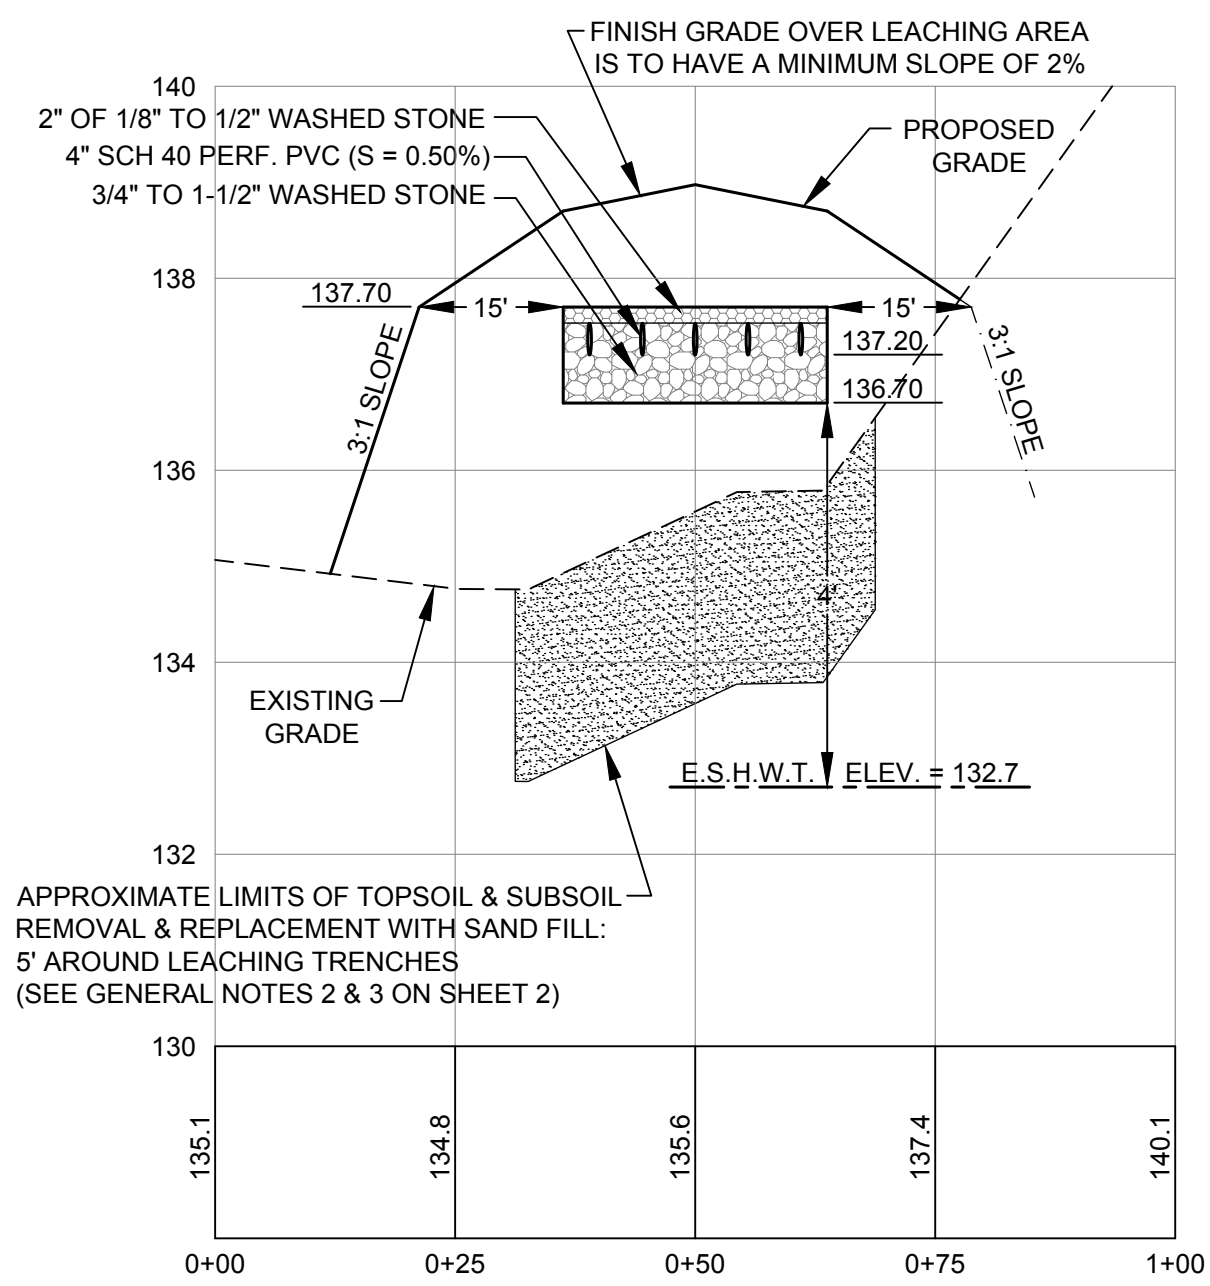 FINISH GRADE OVER LEACHING AREA
IS TO HAVE A MINIMUM SLOPE OF 2%
140
2" OF 1/8" TO 1/2" WASHED STONE
4" SCH 40 PERF. PVC (S = 0.50%)
3/4" TO 1-1/2" WASHED STONE
PROPOSED
GRADE
138
137.70
15'
15'
137.20
136.70
3:1 SLOPE
3:1 SLOPE
136
4'
134
EXISTING
GRADE
E.S.H.W.T. ELEV. = 132.7
132
APPROXIMATE LIMITS OF TOPSOIL & SUBSOIL
REMOVAL & REPLACEMENT WITH SAND FILL:
5' AROUND LEACHING TRENCHES
(SEE GENERAL NOTES 2 & 3 ON SHEET 2)
130
135.1
134.8
135.6
137.4
140.1
0+00
0+25
0+50
0+75
1+00